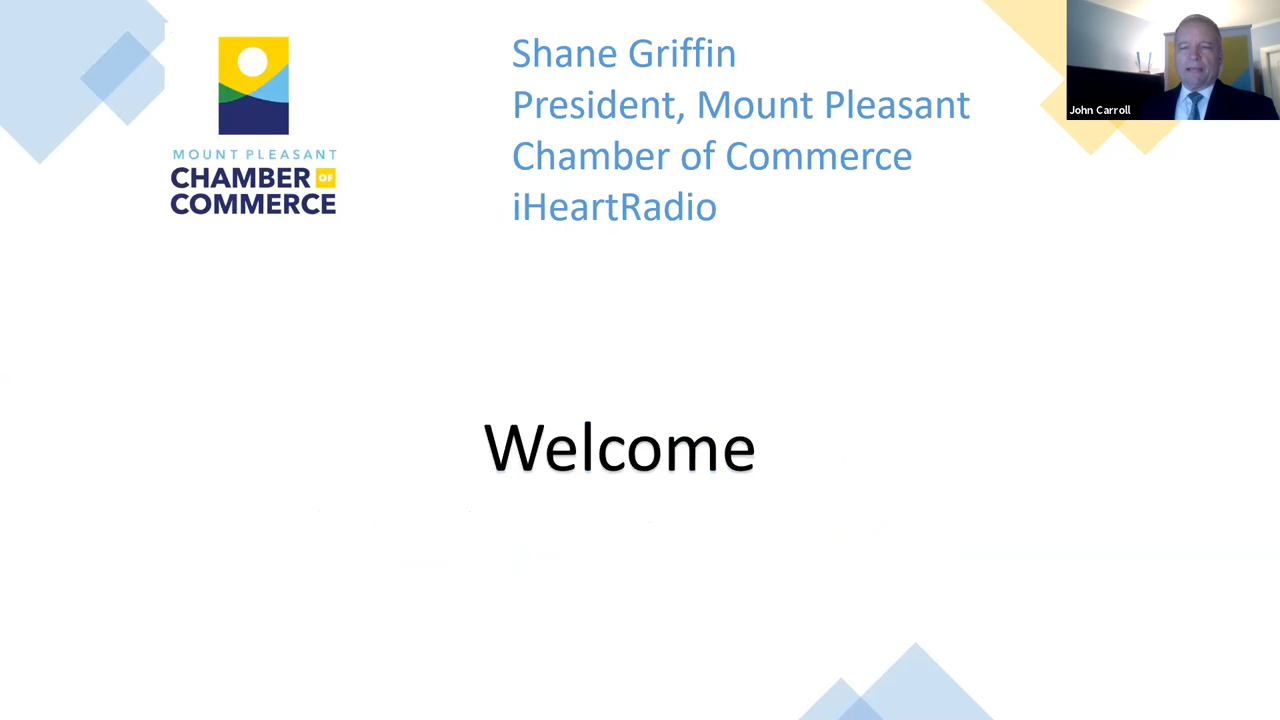 Shane Griffin
President, Mount Pleasant
Chamber of Commerce
iHeartRadio
MOUNT PLEASANT
CHAMBER OF
COMMERCE
John Carroll
Welcome